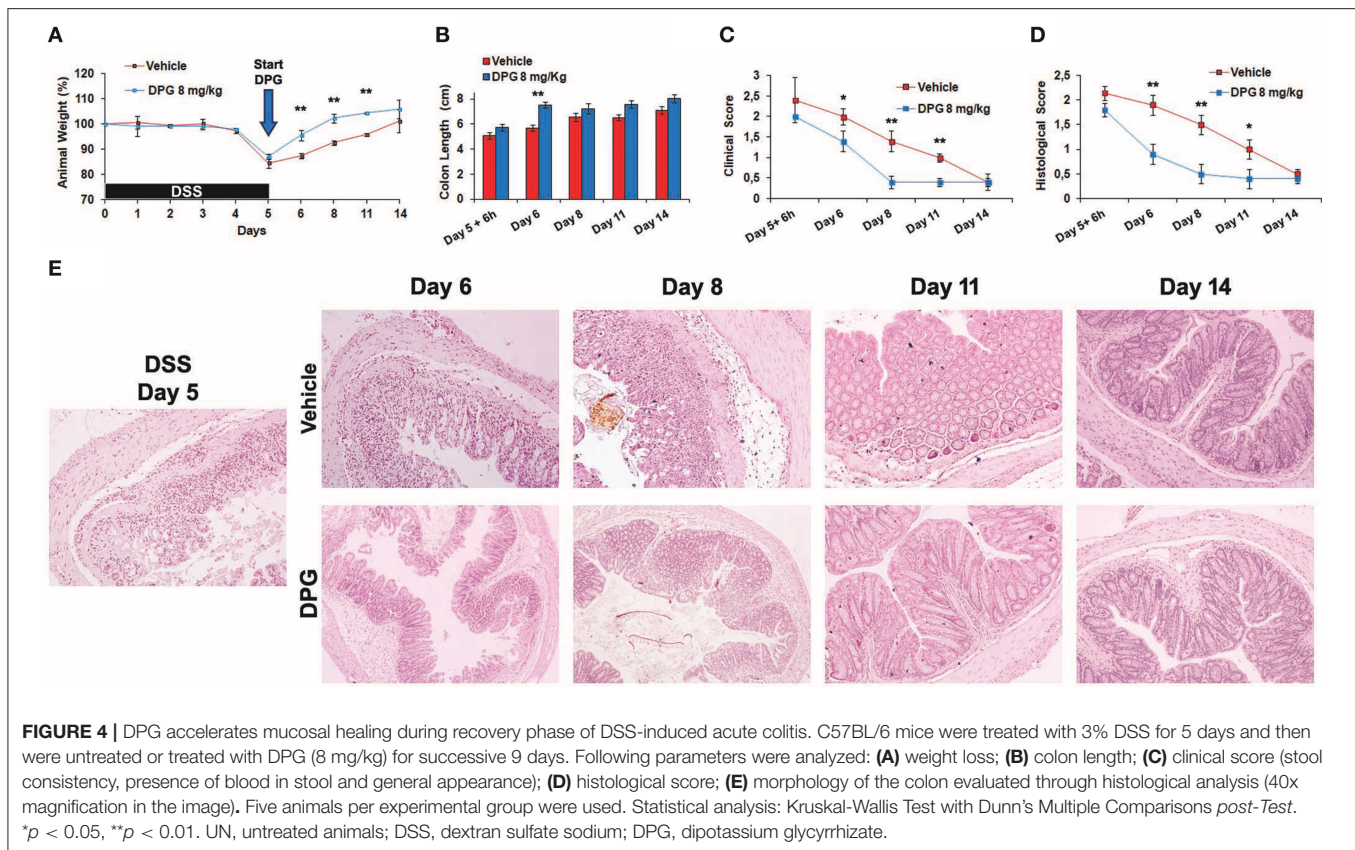 A
Vehicle
DPG 8 mg/kg
Start
DPG
**
**
**
Animal Weight (%)
110
100
90
80
70
DSS
0
1
2
3
4
5
6
8
11
14
Days
B
Vehicle
DPG 8 mg/Kg
**
Colon Length (cm)
8
6
4
2
0
Day 5 + 6h
Day 6
Day 8
Day 11
Day 14
C
Vehicle
DPG 8 mg/kg
*
**
**
Clinical Score
3
2,5
2
1,5
1
0,5
0
Day 5+ 6h
Day 6
Day 8
Day 11
Day 14
D
Vehicle
DPG 8 mg/kg
**
**
*
Histological Score
2,5
2
1,5
1
0,5
0
Day 5+ 6h
Day 6
Day 8
Day 11
Day 14
E
Day 6
Day 8
Day 11
Day 14
DSS
Day 5
Vehicle
DPG
FIGURE 4 | DPG accelerates mucosal healing during recovery phase of DSS-induced acute colitis. C57BL/6 mice were treated with 3% DSS for 5 days and then
were untreated or treated with DPG (8 mg/kg) for successive 9 days. Following parameters were analyzed: (A) weight loss; (B) colon length; (C) clinical score (stool
consistency, presence of blood in stool and general appearance); (D) histological score; (E) morphology of the colon evaluated through histological analysis (40x
magnification in the image). Five animals per experimental group were used. Statistical analysis: Kruskal-Wallis Test with Dunn's Multiple Comparisons post-Test.
*p < 0.05, **p < 0.01. UN, untreated animals; DSS, dextran sulfate sodium; DPG, dipotassium glycyrrhizate.